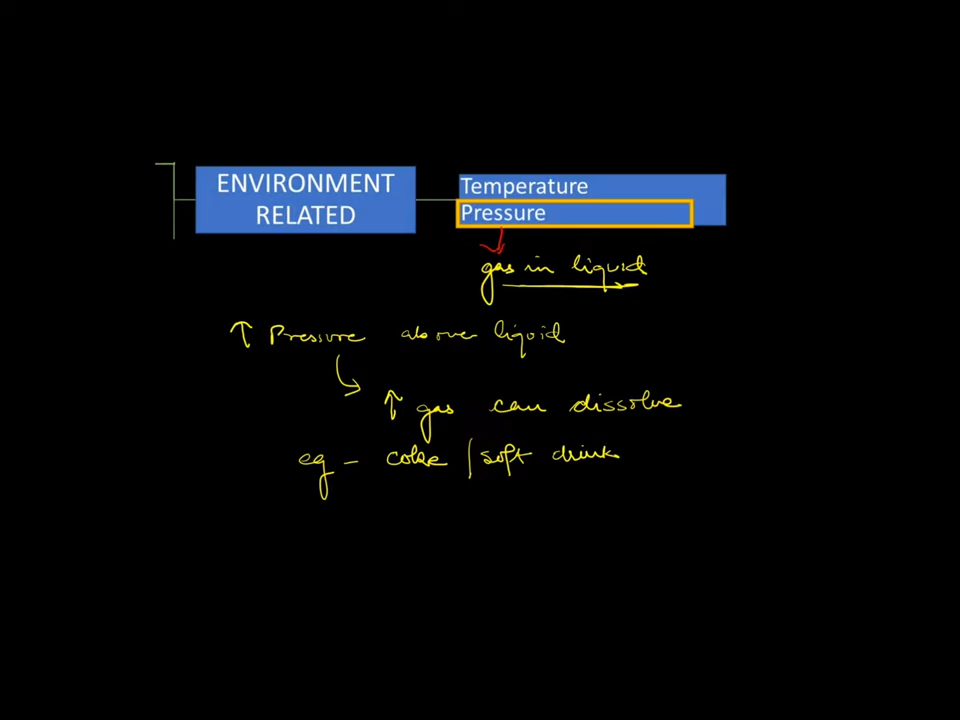 ENVIRONMENT
RELATED
Temperature
Pressure
gas in liquid
↑ Pressure above liquid
↑ gas can dissolve
eg – coke / soft drink